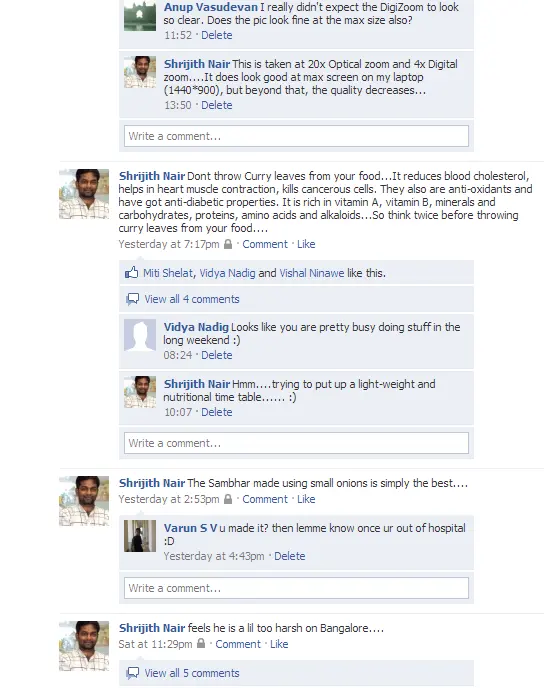 Anup Vasudevan I really didn't expect the DigiZoom to look
so clear. Does the pic look fine at the max size also?
11:52 · Delete
Shrijith Nair This is taken at 20x Optical zoom and 4x Digital
zoom....It does look good at max screen on my laptop
(1440*900), but beyond that, the quality decreases...
13:50 · Delete
Write a comment...
Shrijith Nair Dont throw Curry leaves from your food...It reduces blood cholesterol,
helps in heart muscle contraction, kills cancerous cells. They also are anti-oxidants and
have got anti-diabetic properties. It is rich in vitamin A, vitamin B, minerals and
carbohydrates, proteins, amino acids and alkaloids...So think twice before throwing
curry leaves from your food....
Yesterday at 7:17pm · Comment · Like
Miti Shelat, Vidya Nadig and Vishal Ninawe like this.
View all 4 comments
Vidya Nadig Looks like you are pretty busy doing stuff in the
long weekend :)
08:24 · Delete
Shrijith Nair Hmm....trying to put up a light-weight and
nutritional time table...... :)
10:07 · Delete
Write a comment...
Shrijith Nair The Sambhar made using small onions is simply the best....
Yesterday at 2:53pm · Comment · Like
Varun S V u made it? then lemme know once ur out of hospital
:D
Yesterday at 4:43pm · Delete
Write a comment...
Shrijith Nair feels he is a lil too harsh on Bangalore....
Sat at 11:29pm · Comment · Like
View all 5 comments